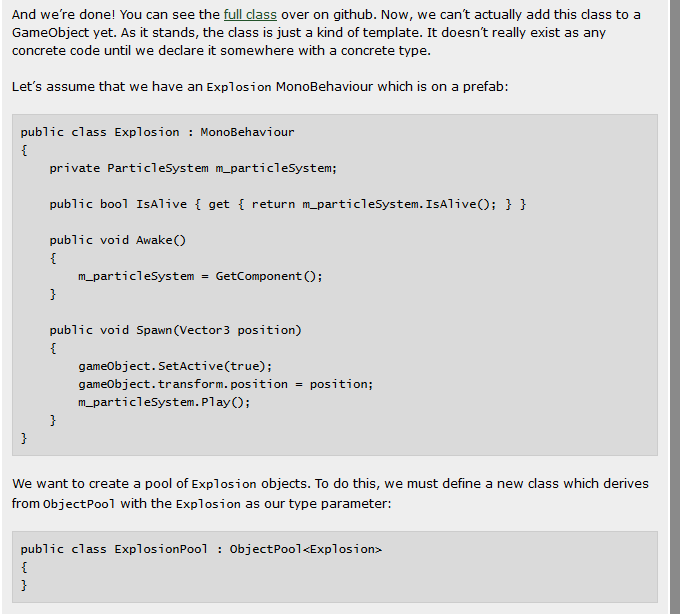 And we're done! You can see the full class over on github. Now, we can't actually add this class to a
GameObject yet. As it stands, the class is just a kind of template. It doesn't really exist as any
concrete code until we declare it somewhere with a concrete type.
Let's assume that we have an Explosion MonoBehaviour which is on a prefab:
public class Explosion : MonoBehaviour
{
    private ParticleSystem m_particleSystem;
    public bool IsAlive { get { return m_particleSystem.IsAlive(); } }
    public void Awake()
    {
        m_particleSystem = GetComponent();
    }
    public void Spawn(Vector3 position)
    {
        gameObject.SetActive(true);
        gameObject.transform.position = position;
        m_particleSystem.Play();
    }
}
We want to create a pool of Explosion objects. To do this, we must define a new class which derives
from ObjectPool with the Explosion as our type parameter:
public class ExplosionPool : ObjectPool<Explosion>
{
}